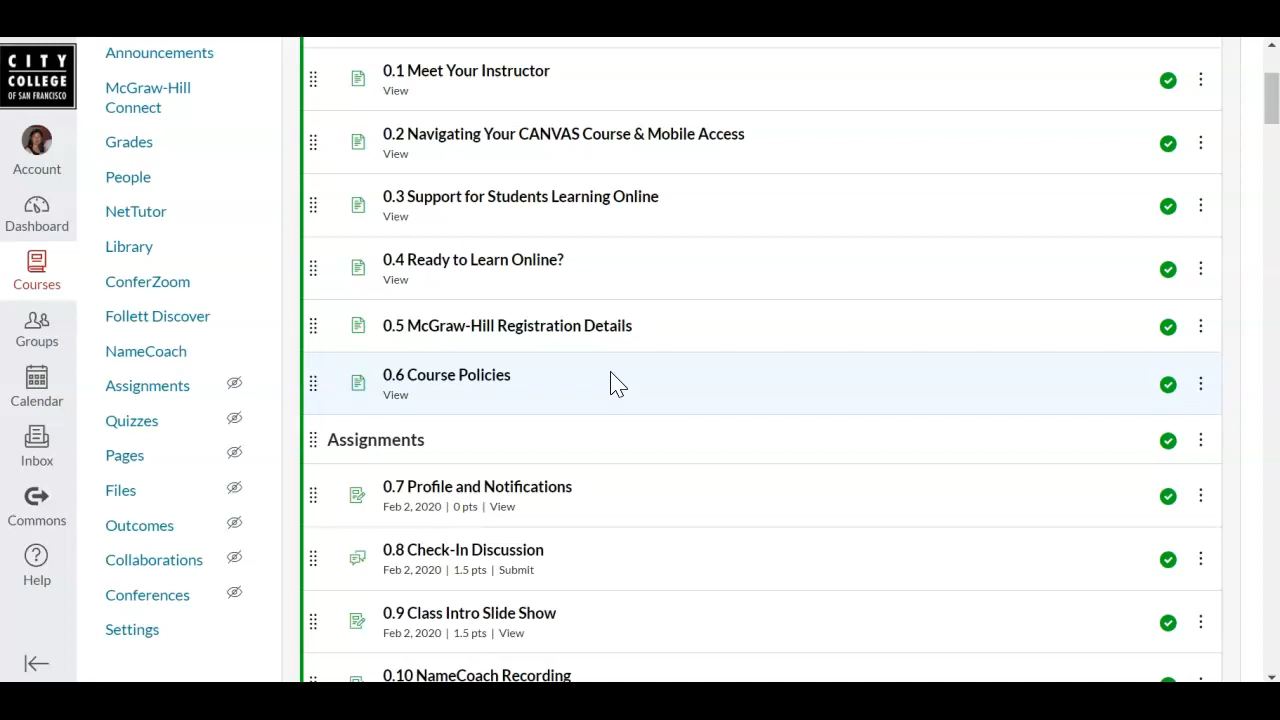 CITY
COLLEGE
OF SAN FRANCISCO
Account
Dashboard
Courses
Groups
Calendar
Inbox
Commons
Help
Announcements
McGraw-Hill
Connect
Grades
People
NetTutor
Library
ConferZoom
Follett Discover
NameCoach
Assignments
Quizzes
Pages
Files
Outcomes
Collaborations
Conferences
Settings
0.1 Meet Your Instructor
View
0.2 Navigating Your CANVAS Course & Mobile Access
View
0.3 Support for Students Learning Online
View
0.4 Ready to Learn Online?
View
0.5 McGraw-Hill Registration Details
0.6 Course Policies
View
Assignments
0.7 Profile and Notifications
Feb 2, 2020 | 0 pts | View
0.8 Check-In Discussion
Feb 2, 2020 | 1.5 pts | Submit
0.9 Class Intro Slide Show
Feb 2, 2020 | 1.5 pts | View
0.10 NameCoach Recording